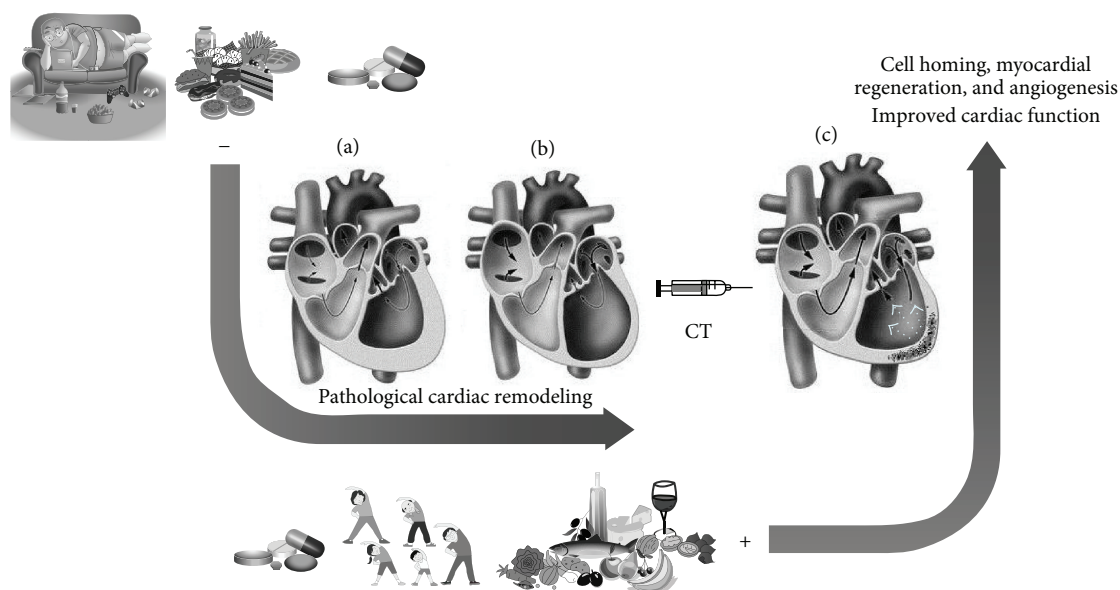 Cell homing, myocardial
regeneration, and angiogenesis
Improved cardiac function
(a)
(b)
(c)
−
CT
Pathological cardiac remodeling
+